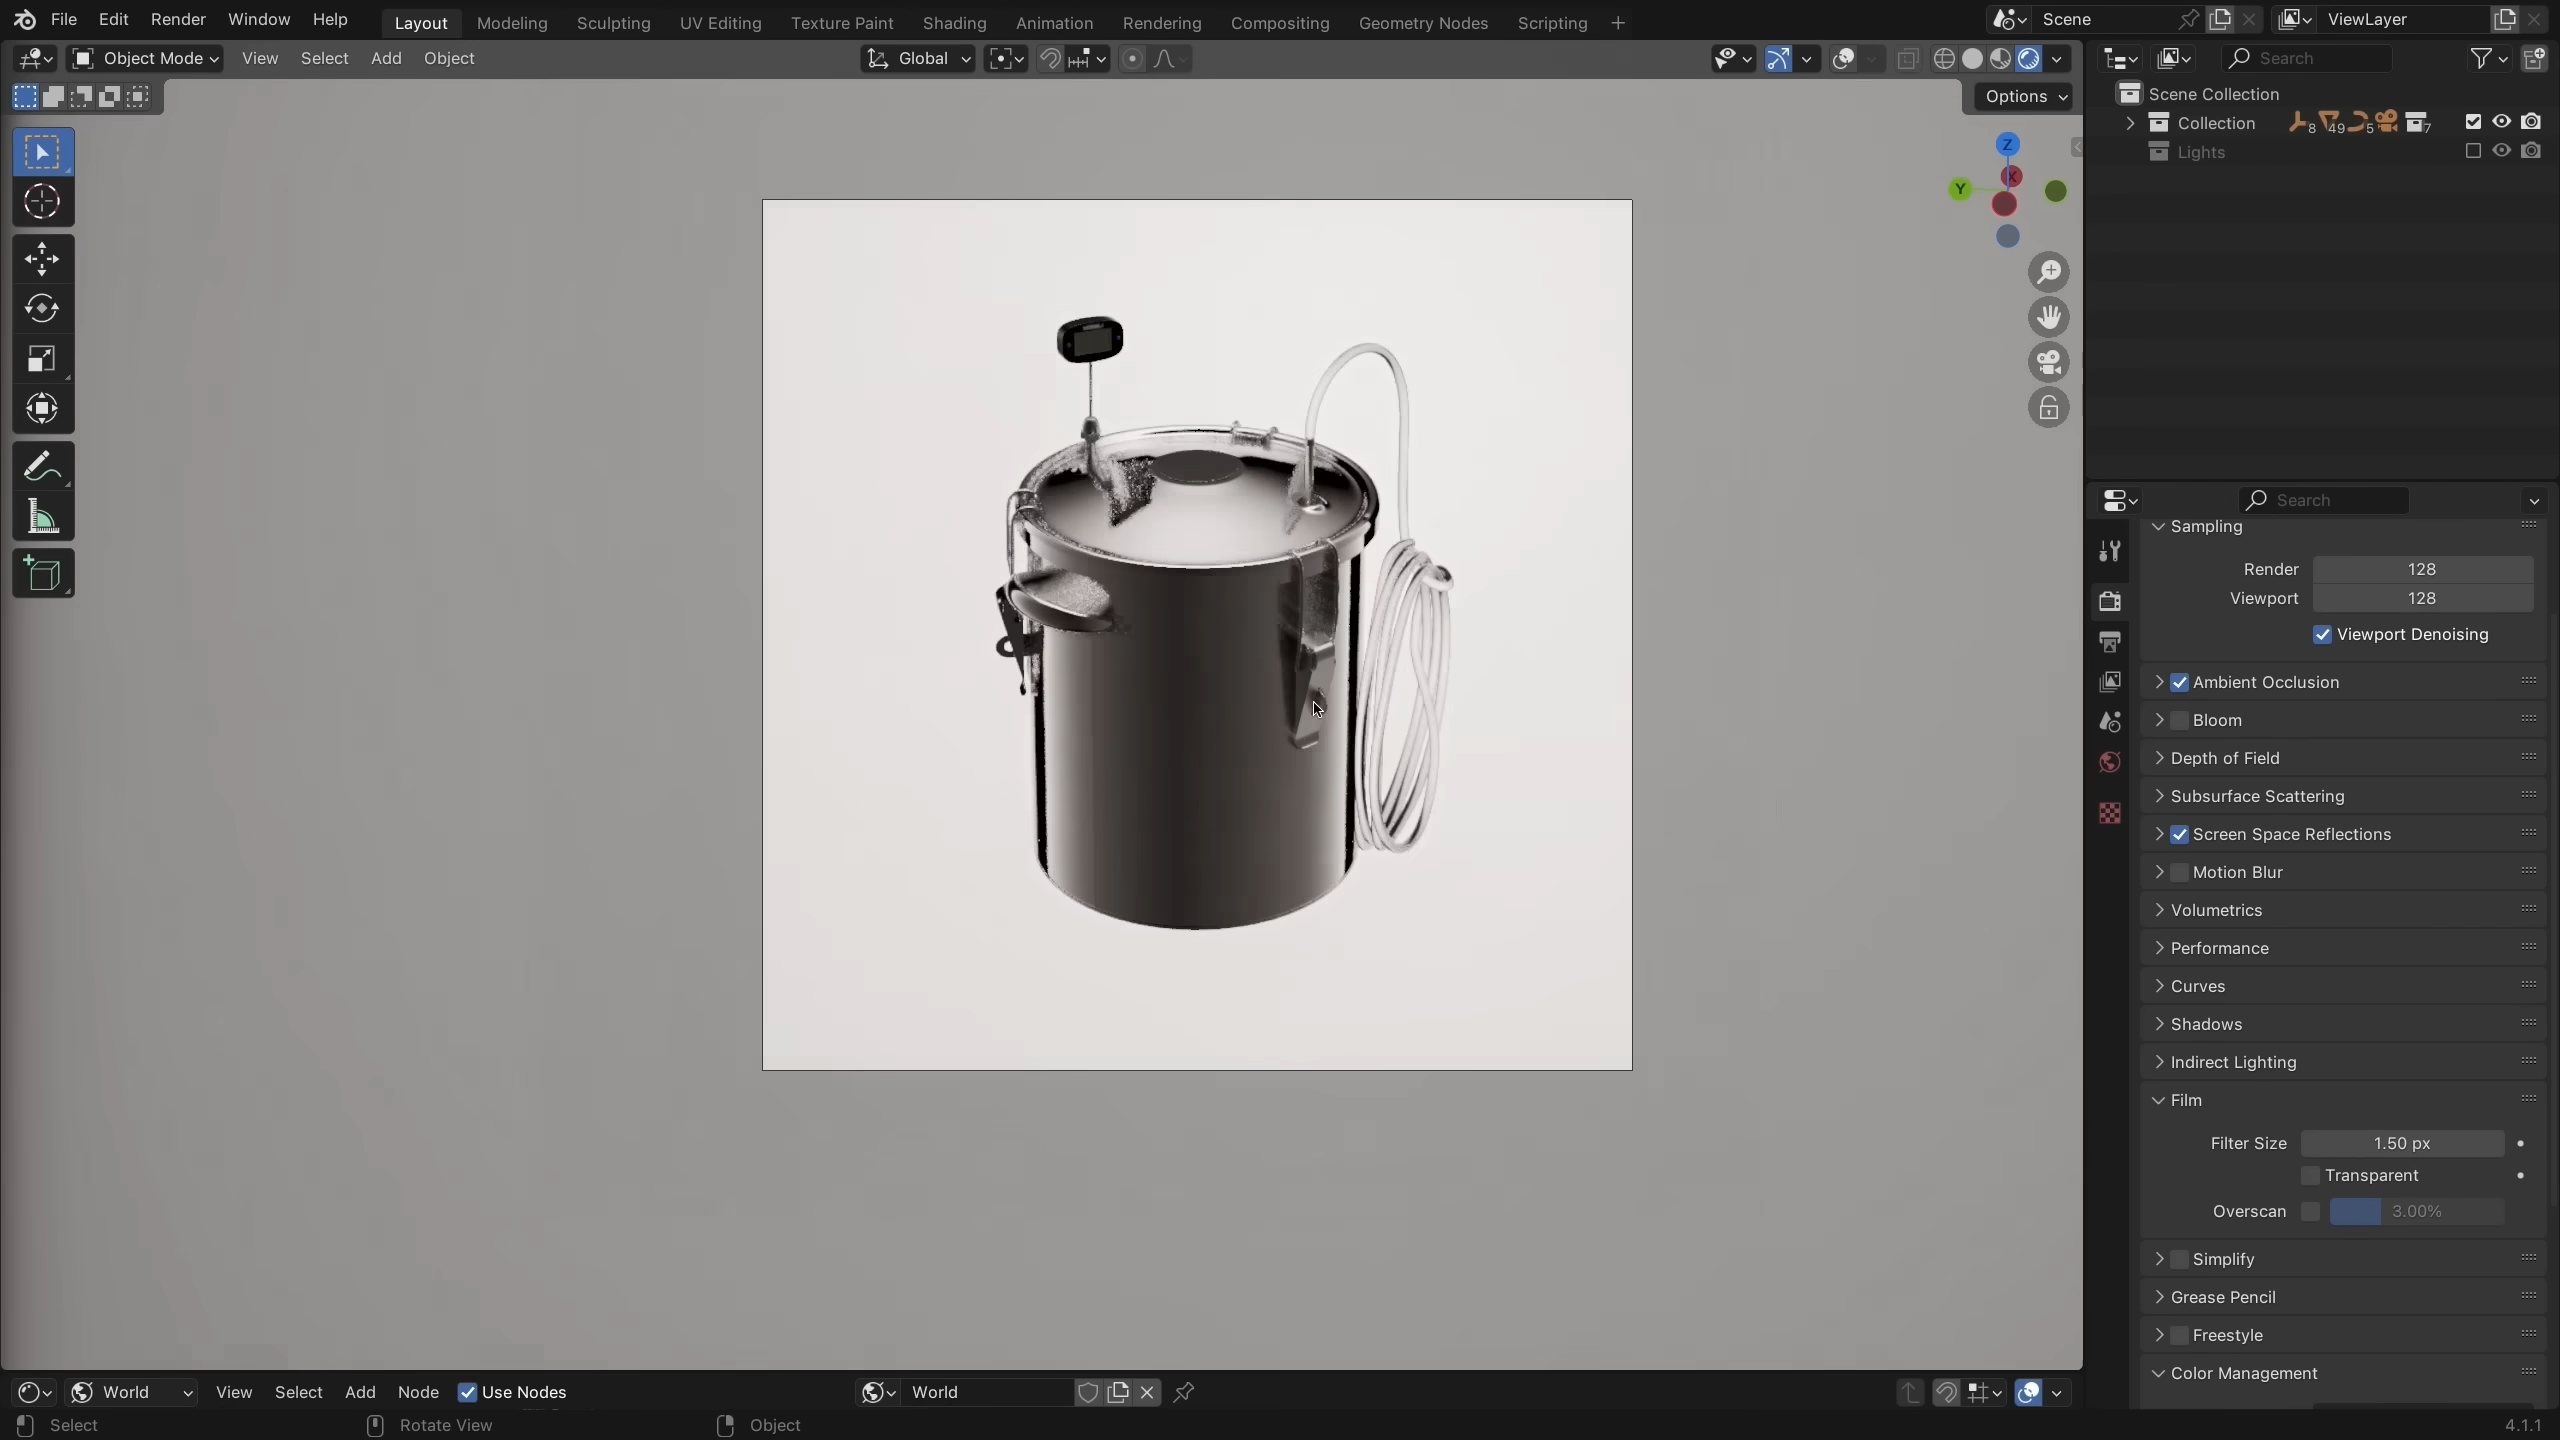 File Edit Render Window Help Layout Modeling Sculpting UV Editing Texture Paint Shading Animation Rendering Compositing Geometry Nodes Scripting + Scene ViewLayer
Object Mode View Select Add Object Global Search
Options
Z
Y
X
Scene Collection
Collection 8 49 5 7
Lights
Search
Sampling
Render 128
Viewport 128
Viewport Denoising
Ambient Occlusion
Bloom
Depth of Field
Subsurface Scattering
Screen Space Reflections
Motion Blur
Volumetrics
Performance
Curves
Shadows
Indirect Lighting
Film
Filter Size 1.50 px
Transparent
Overscan 3.00%
Simplify
Grease Pencil
Freestyle
Color Management
World View Select Add Node Use Nodes World
Select Rotate View Object 4.1.1